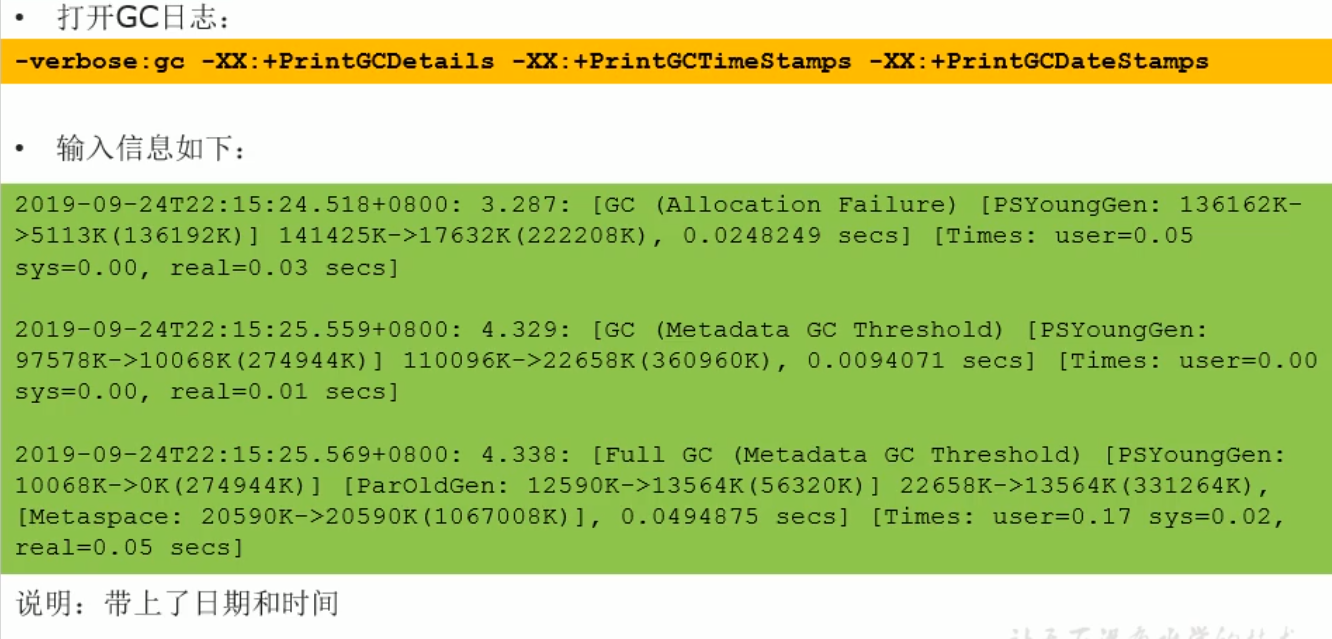 • 打开GC日志：
-verbose:gc -XX:+PrintGCDetails -XX:+PrintGCTimeStamps -XX:+PrintGCDateStamps
• 输入信息如下：
2019-09-24T22:15:24.518+0800: 3.287: [GC (Allocation Failure) [PSYoungGen: 136162K-
>5113K(136192K)] 141425K->17632K(222208K), 0.0248249 secs] [Times: user=0.05
sys=0.00, real=0.03 secs]
2019-09-24T22:15:25.559+0800: 4.329: [GC (Metadata GC Threshold) [PSYoungGen:
97578K->10068K(274944K)] 110096K->22658K(360960K), 0.0094071 secs] [Times: user=0.00
sys=0.00, real=0.01 secs]
2019-09-24T22:15:25.569+0800: 4.338: [Full GC (Metadata GC Threshold) [PSYoungGen:
10068K->0K(274944K)] [ParOldGen: 12590K->13564K(56320K)] 22658K->13564K(331264K),
[Metaspace: 20590K->20590K(1067008K)], 0.0494875 secs] [Times: user=0.17 sys=0.02,
real=0.05 secs]
说明：带上了日期和时间